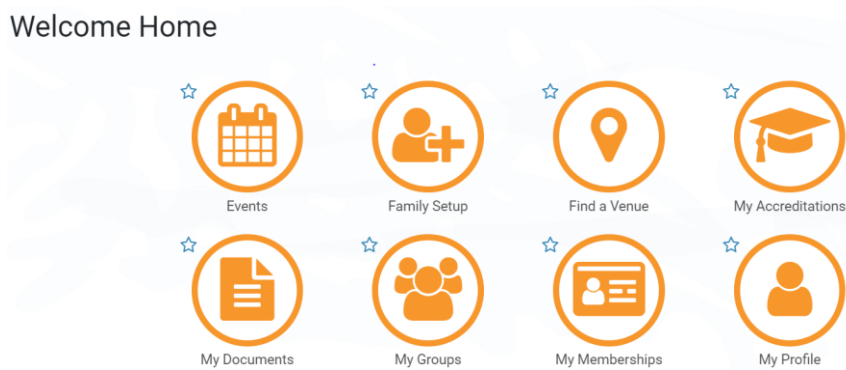 Welcome Home
Events
Family Setup
Find a Venue
My Accreditations
My Documents
My Groups
My Memberships
My Profile